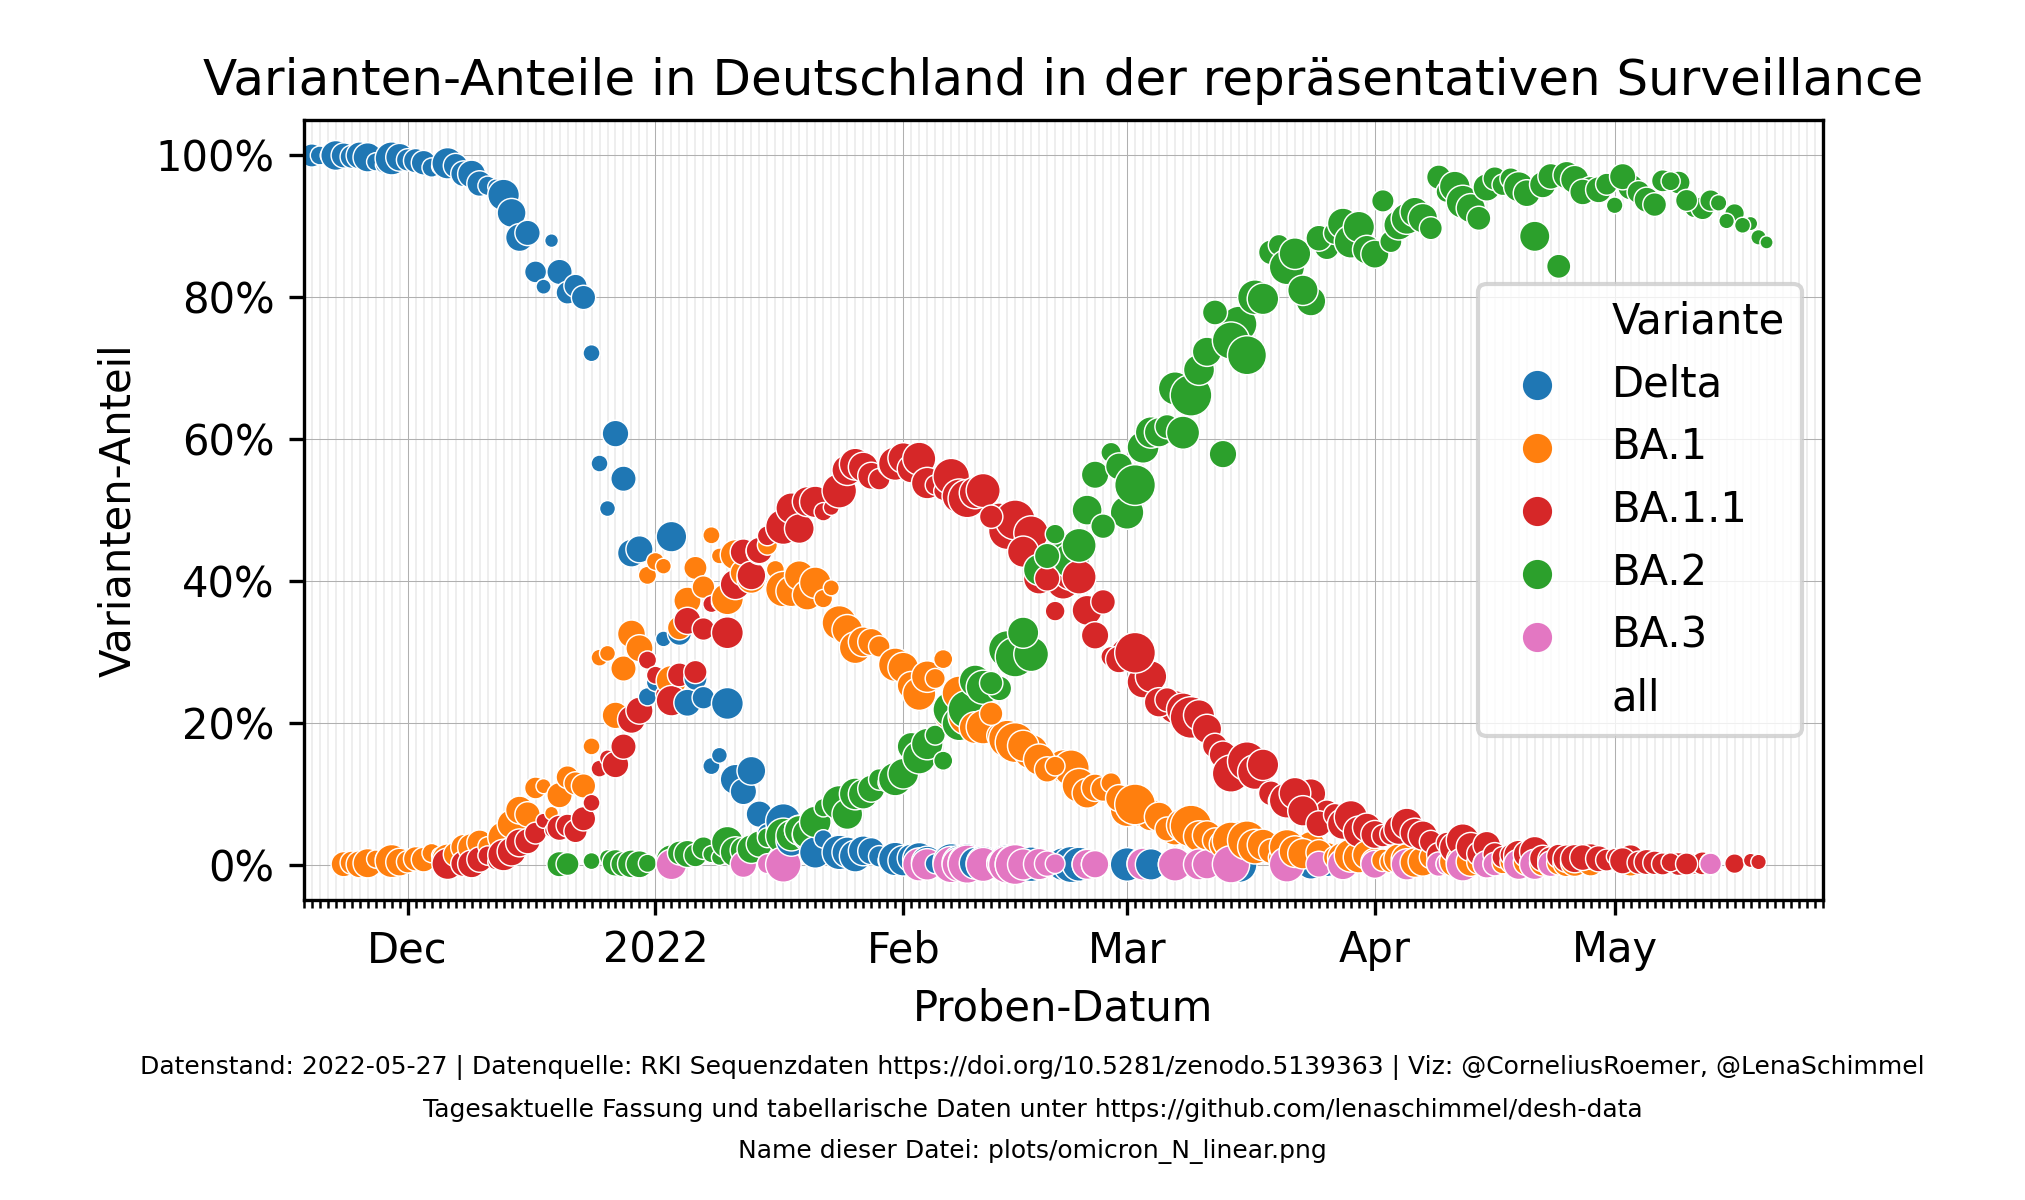 Varianten-Anteile in Deutschland in der repräsentativen Surveillance
100%
80%
60%
40%
20%
0%
Varianten-Anteil
Variante
Delta
BA.1
BA.1.1
BA.2
BA.3
all
Dec
2022
Feb
Mar
Apr
May
Proben-Datum
Datenstand: 2022-05-27 | Datenquelle: RKI Sequenzdaten https://doi.org/10.5281/zenodo.5139363 | Viz: @CorneliusRoemer, @LenaSchimmel
Tagesaktuelle Fassung und tabellarische Daten unter https://github.com/lenaschimmel/desh-data
Name dieser Datei: plots/omicron_N_linear.png